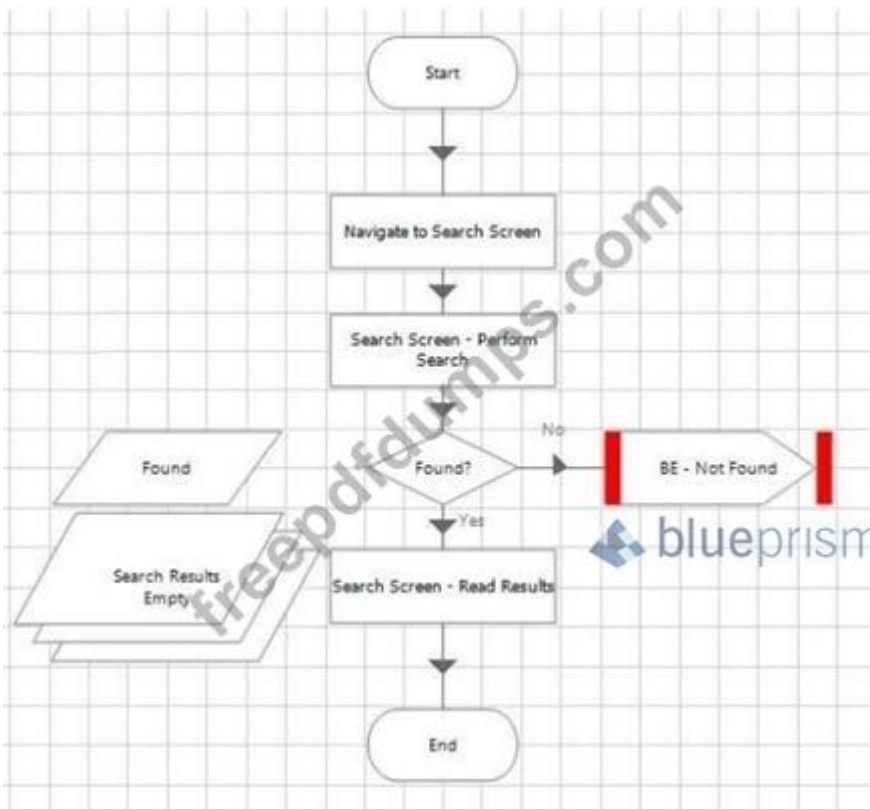 Start
Navigate to Search Screen
Search Screen - Perform
Search
Found?
No
BE - Not Found
Found
Yes
blueprism
Search Results
Empty
Search Screen - Read Results
End
freepdfdumps.com